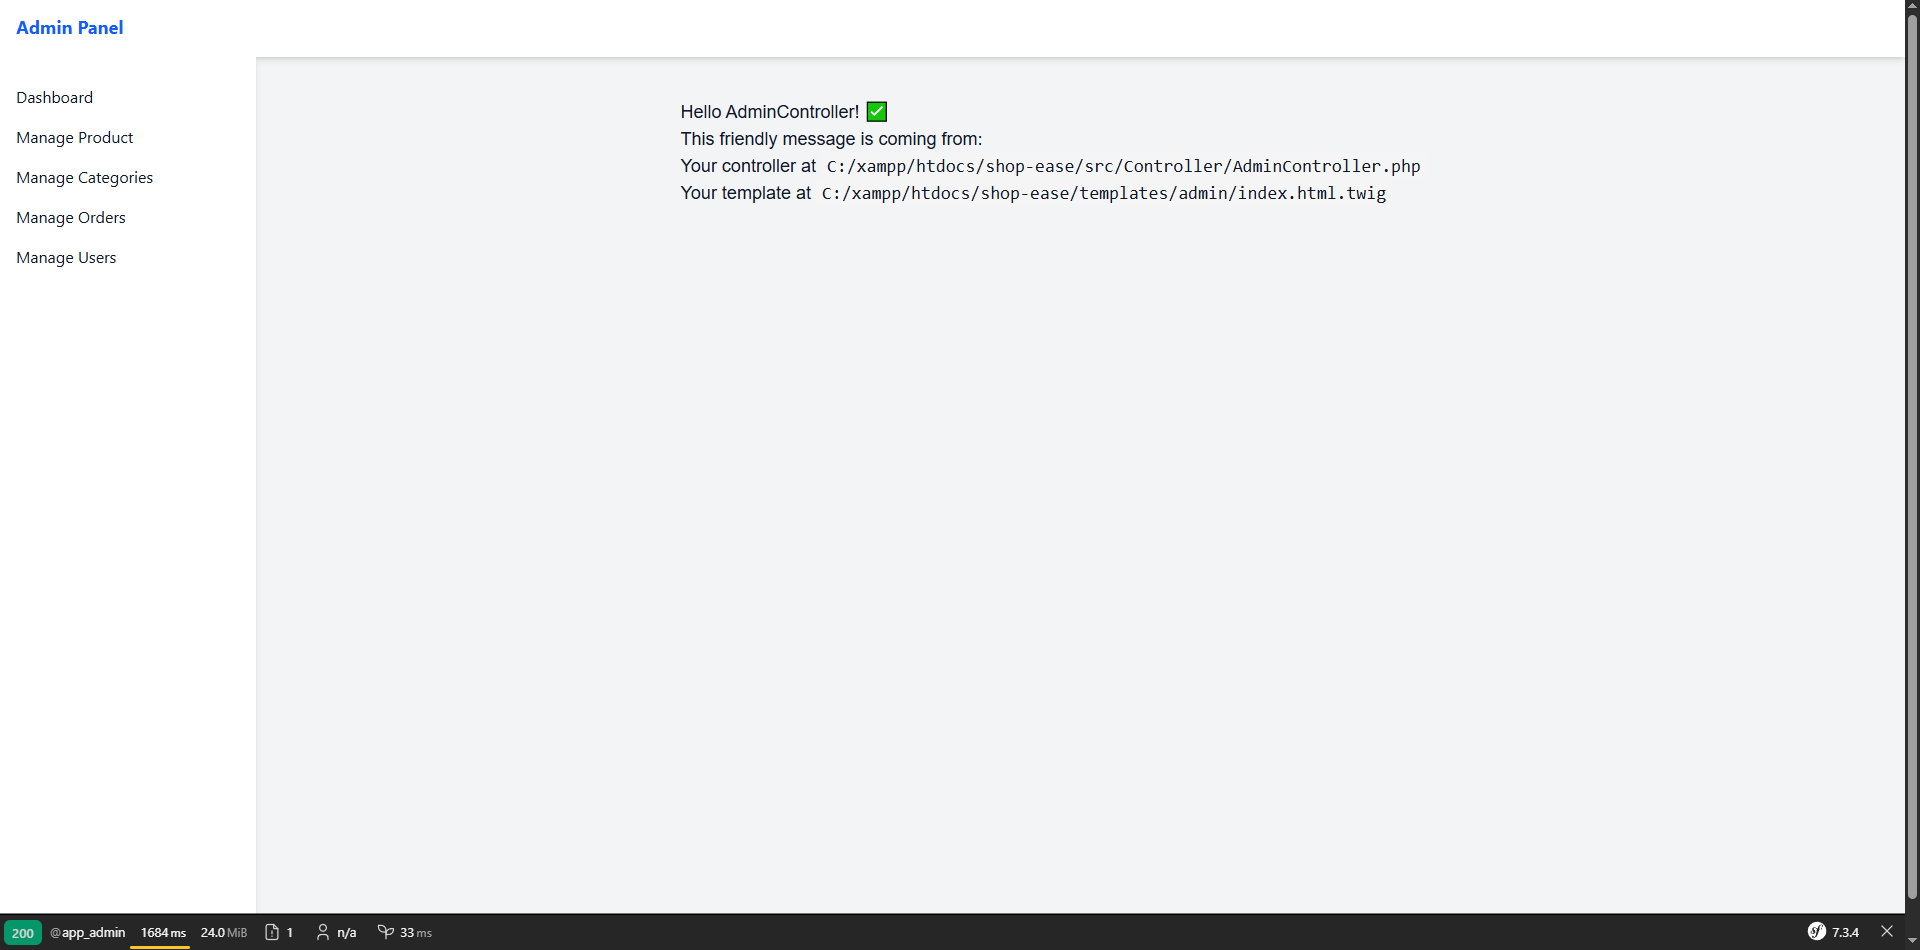 Admin Panel
Dashboard
Manage Product
Manage Categories
Manage Orders
Manage Users
Hello AdminController! ✅
This friendly message is coming from:
Your controller at C:/xampp/htdocs/shop-ease/src/Controller/AdminController.php
Your template at C:/xampp/htdocs/shop-ease/templates/admin/index.html.twig
200 @app_admin 1684 ms 24.0 MiB 1 n/a 33 ms sf 7.3.4